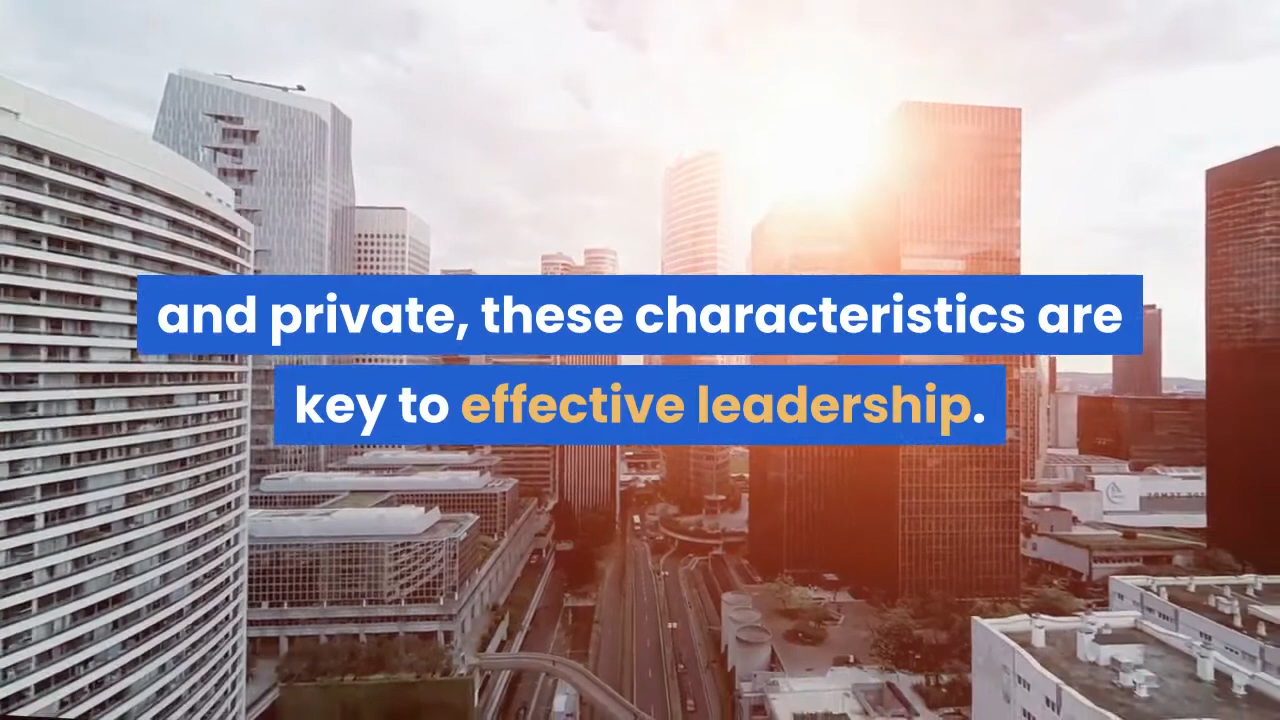 and private, these characteristics are
key to effective leadership.